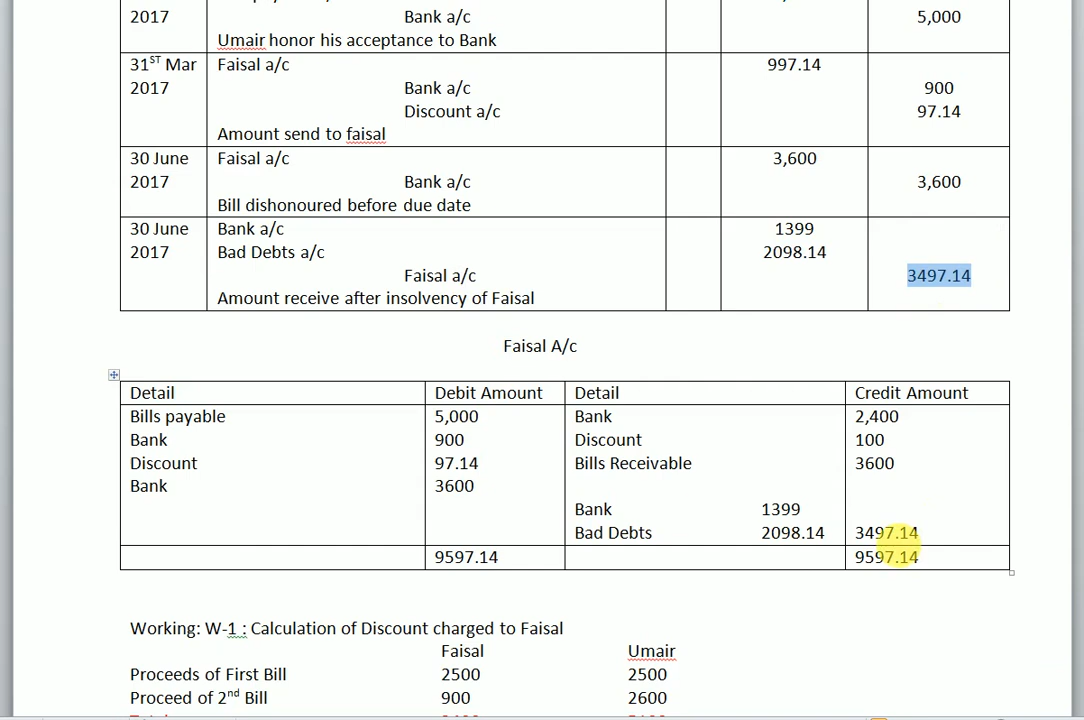 2017 Bank a/c 5,000
Umair honor his acceptance to Bank
31ST Mar Faisal a/c 997.14
2017 Bank a/c 900
Discount a/c 97.14
Amount send to faisal
30 June Faisal a/c 3,600
2017 Bank a/c 3,600
Bill dishonoured before due date
30 June Bank a/c 1399
2017 Bad Debts a/c 2098.14
Faisal a/c 3497.14
Amount receive after insolvency of Faisal
Faisal A/c
Detail Debit Amount Detail Credit Amount
Bills payable 5,000 Bank 2,400
Bank 900 Discount 100
Discount 97.14 Bills Receivable 3600
Bank 3600
Bank 1399
Bad Debts 2098.14 3497.14
9597.14 9597.14
Working: W-1 : Calculation of Discount charged to Faisal
Faisal Umair
Proceeds of First Bill 2500 2500
Proceed of 2nd Bill 900 2600